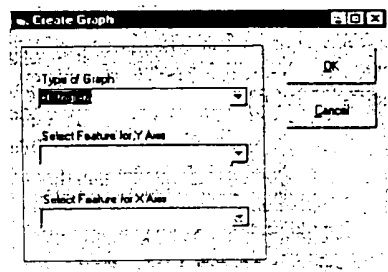 Create Graph
OK
Type of Graph
Cancel
Select Feature for Y Axis
Select Feature for X Axis